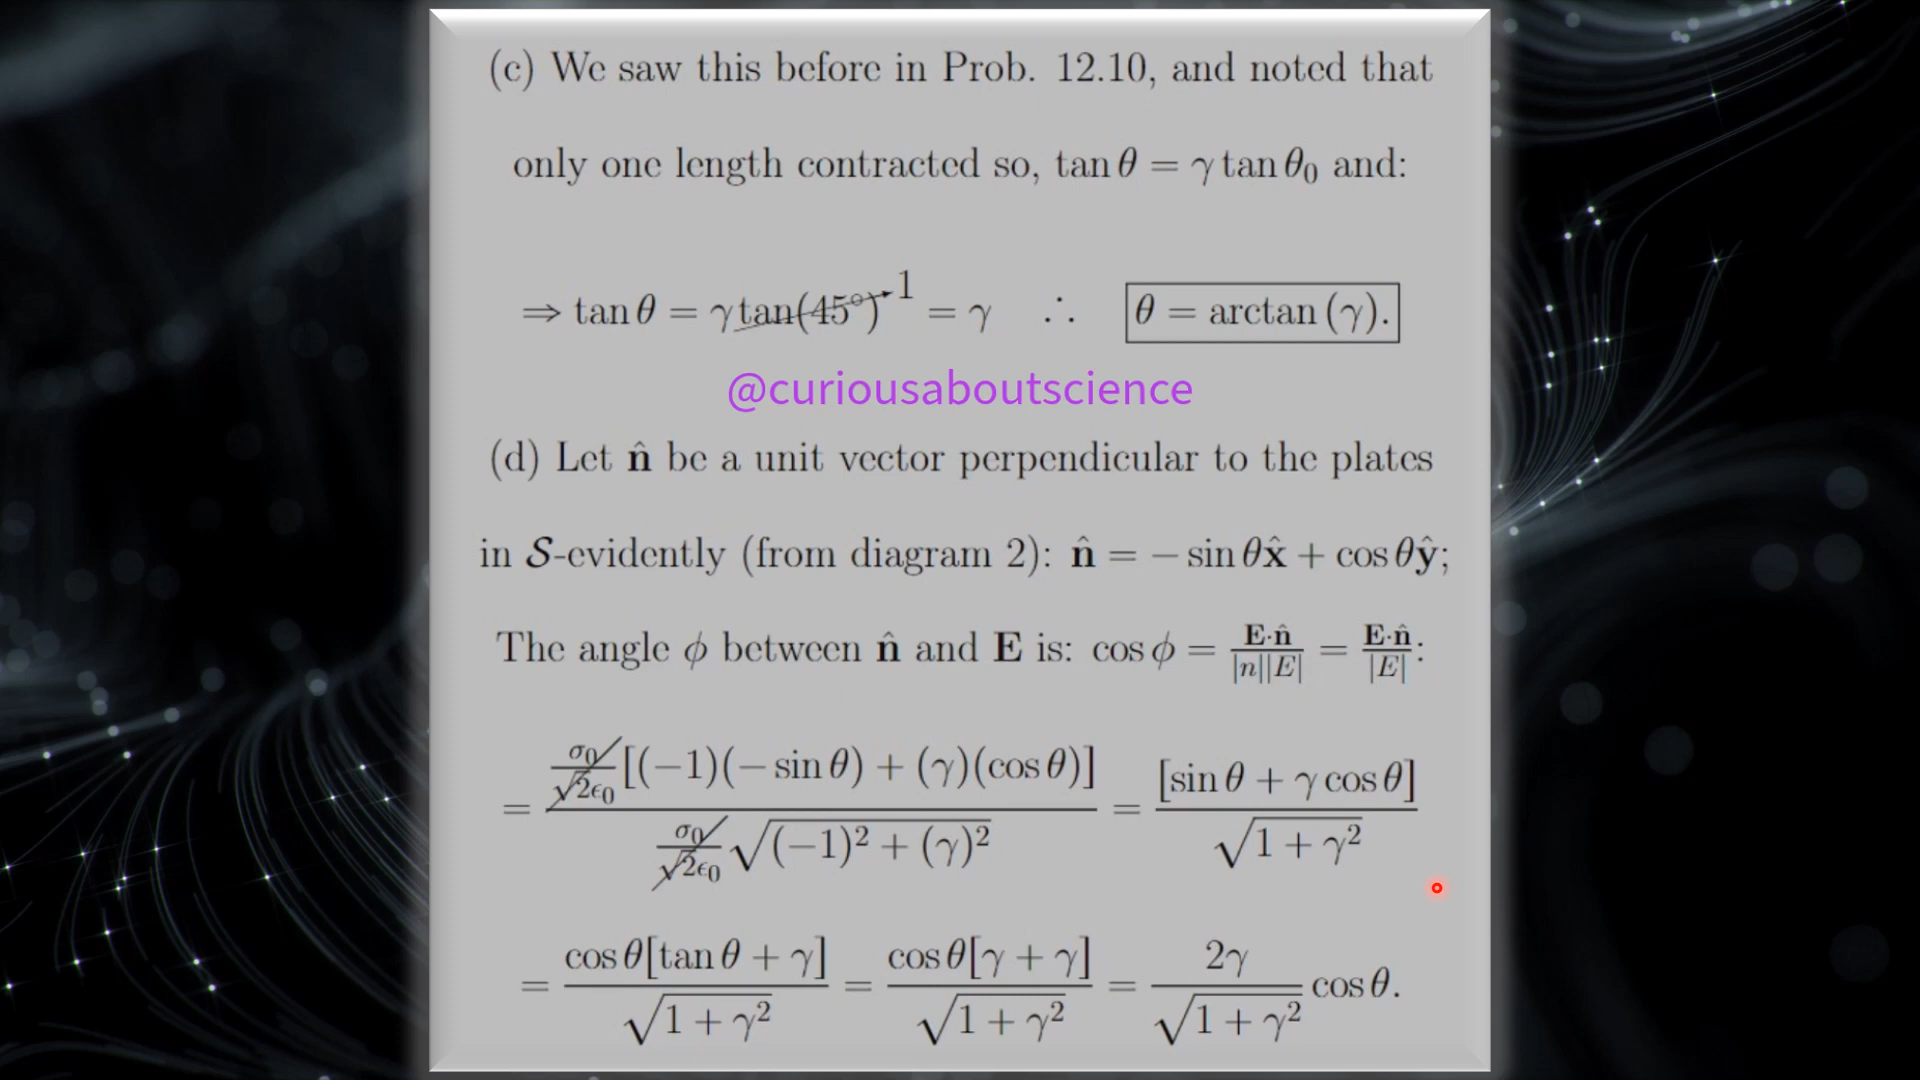 (c) We saw this before in Prob. 12.10, and noted that
only one length contracted so, tan θ = γ tan θ₀ and:
⇒ tan θ = γ tan(45°) 1 = γ ∴ θ = arctan (γ).
@curiousaboutscience
(d) Let n̂ be a unit vector perpendicular to the plates
in 𝒮-evidently (from diagram 2): n̂ = − sin θx̂ + cos θŷ;
The angle ϕ between n̂ and E is: cos ϕ = E·n̂/|n||E| = E·n̂/|E|:
= σ₀/√2ϵ₀ [(−1)(− sin θ) + (γ)(cos θ)] / σ₀/√2ϵ₀ √((−1)² + (γ)²) = [sin θ + γ cos θ] / √(1 + γ²)
= cos θ[tan θ + γ] / √(1 + γ²) = cos θ[γ + γ] / √(1 + γ²) = 2γ / √(1 + γ²) cos θ.